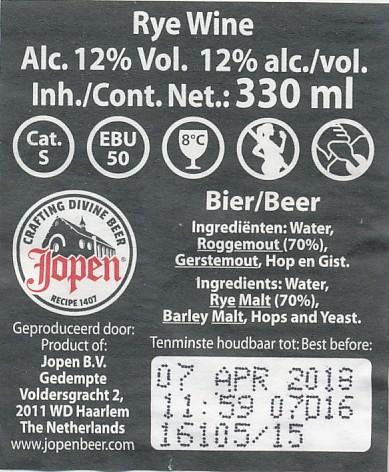 Rye Wine
Alc. 12% Vol.  12% alc./vol.
Inh./Cont. Net.: 330 ml
Cat. S
EBU 50
8°C
CRAFTING DIVINE BEER
Jopen®
RECIPE 1407
Bier/Beer
Ingrediënten: Water,
Roggemout (70%),
Gerstemout, Hop en Gist.
Ingredients: Water,
Rye Malt (70%),
Barley Malt, Hops and Yeast.
Geproduceerd door:
Product of:
Jopen B.V.
Gedempte
Voldersgracht 2,
2011 WD Haarlem
The Netherlands
www.jopenbeer.com
Tenminste houdbaar tot: Best before:
07 APR 2018
11:59 07D16
16105/15